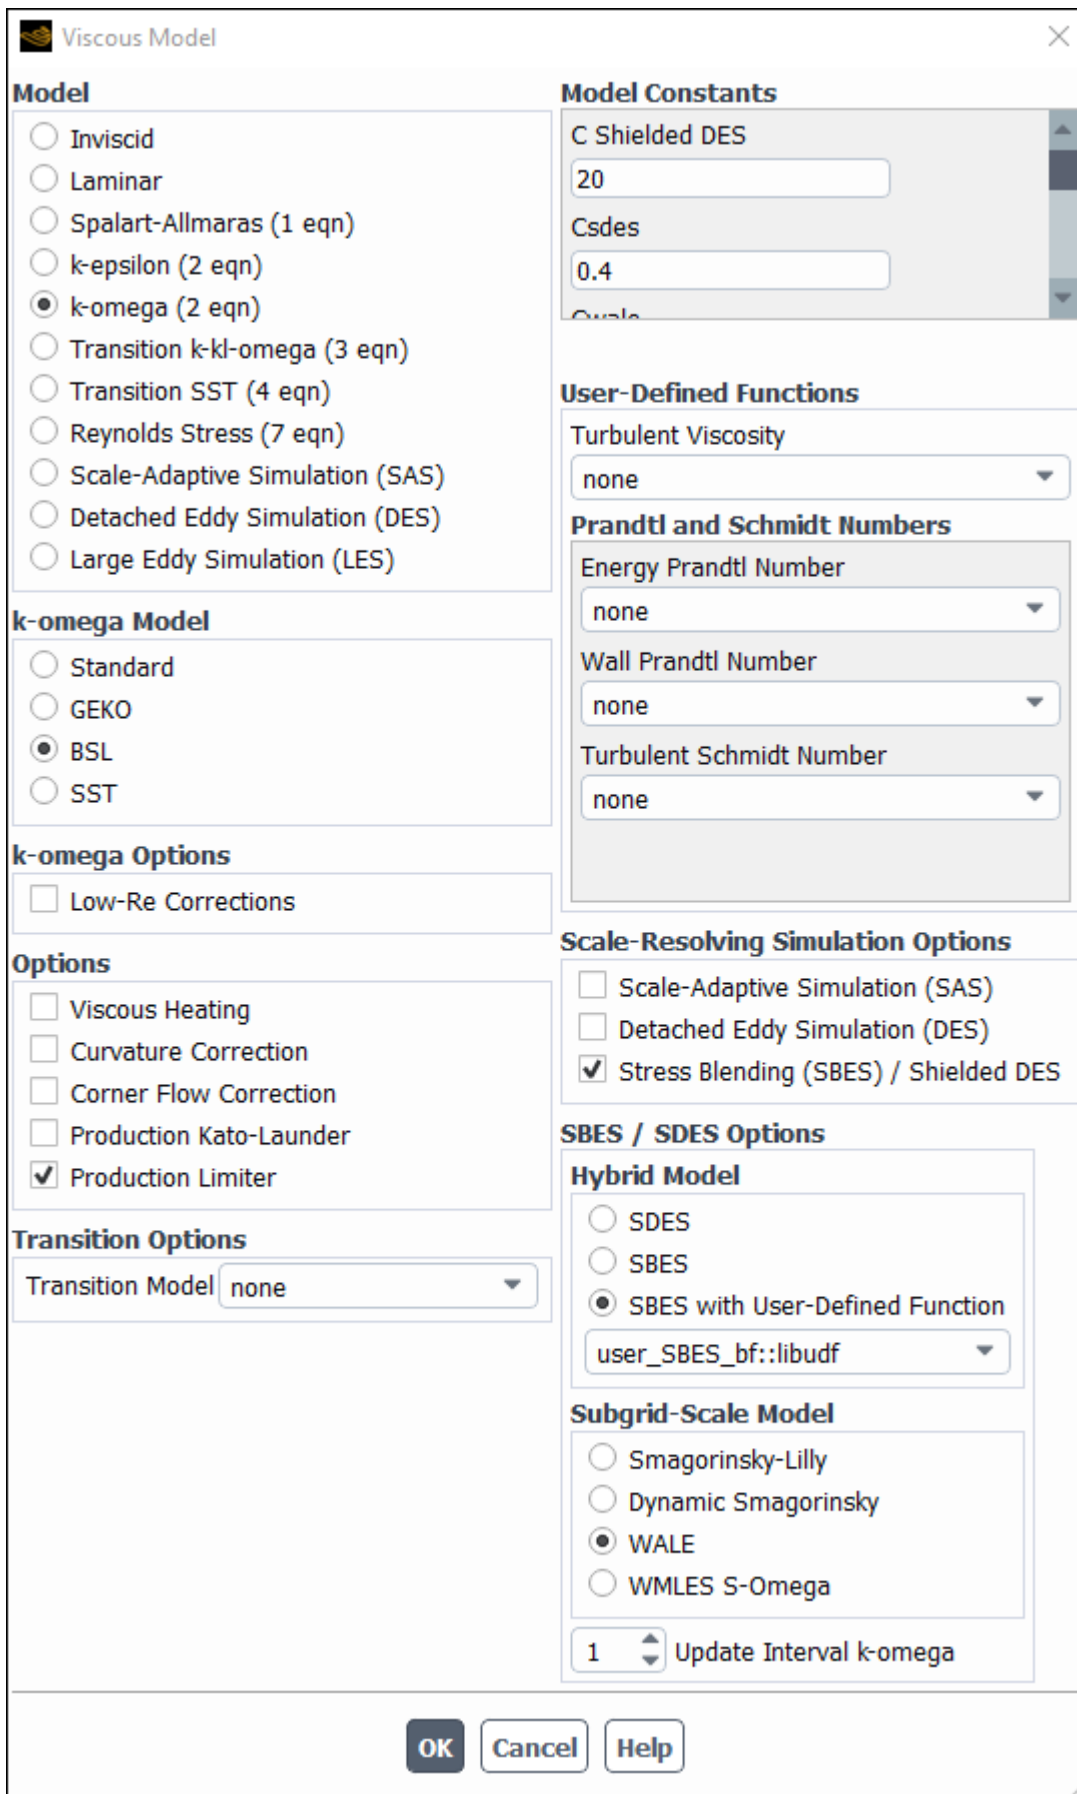 Viscous Model
Model
Inviscid
Laminar
Spalart-Allmaras (1 eqn)
k-epsilon (2 eqn)
k-omega (2 eqn)
Transition k-kl-omega (3 eqn)
Transition SST (4 eqn)
Reynolds Stress (7 eqn)
Scale-Adaptive Simulation (SAS)
Detached Eddy Simulation (DES)
Large Eddy Simulation (LES)
k-omega Model
Standard
GEKO
BSL
SST
k-omega Options
Low-Re Corrections
Options
Viscous Heating
Curvature Correction
Corner Flow Correction
Production Kato-Launder
Production Limiter
Transition Options
Transition Model none
Model Constants
C Shielded DES
20
Csdes
0.4
Cwale
User-Defined Functions
Turbulent Viscosity
none
Prandtl and Schmidt Numbers
Energy Prandtl Number
none
Wall Prandtl Number
none
Turbulent Schmidt Number
none
Scale-Resolving Simulation Options
Scale-Adaptive Simulation (SAS)
Detached Eddy Simulation (DES)
Stress Blending (SBES) / Shielded DES
SBES / SDES Options
Hybrid Model
SDES
SBES
SBES with User-Defined Function
user_SBES_bf::libudf
Subgrid-Scale Model
Smagorinsky-Lilly
Dynamic Smagorinsky
WALE
WMLES S-Omega
1 Update Interval k-omega
OK Cancel Help